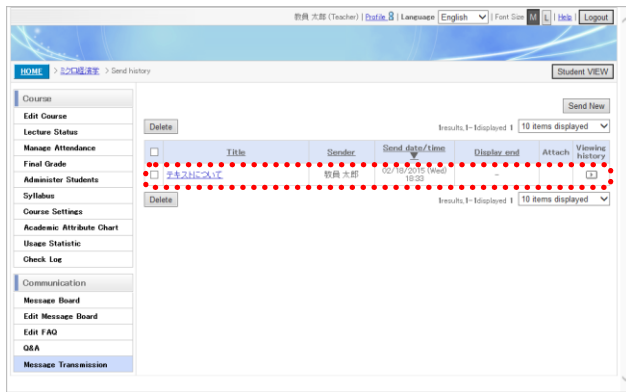 教員 太郎 (Teacher) | Profile | Language English | Font Size M L | Help | Logout
HOME > ミクロ経済学 > Send history
Student VIEW
Course
Edit Course
Lecture Status
Manage Attendance
Final Grade
Administer Students
Syllabus
Course Settings
Academic Attribute Chart
Usage Statistic
Check Log
Communication
Message Board
Edit Message Board
Edit FAQ
Q&A
Message Transmission
Send New
Delete
1results,1-1displayed 1 10 items displayed
Title Sender Send date/time ▼ Display end Attach Viewing history
テキストについて 教員 太郎 02/18/2015 (Wed) 18:33 -
Delete
1results,1-1displayed 1 10 items displayed